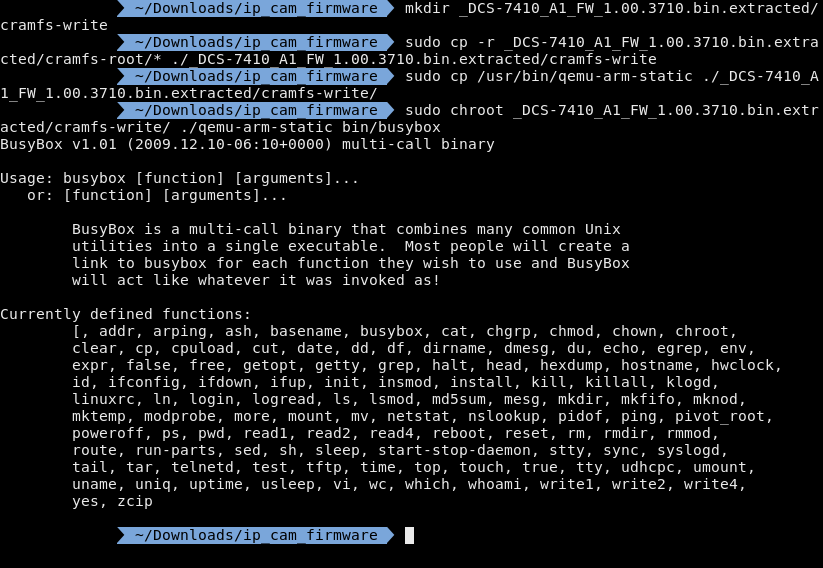 ~/Downloads/ip_cam_firmware mkdir _DCS-7410_A1_FW_1.00.3710.bin.extracted/
cramfs-write
~/Downloads/ip_cam_firmware sudo cp -r _DCS-7410_A1_FW_1.00.3710.bin.extra
cted/cramfs-root/* ./_DCS-7410_A1_FW_1.00.3710.bin.extracted/cramfs-write
~/Downloads/ip_cam_firmware sudo cp /usr/bin/qemu-arm-static ./_DCS-7410_A
1_FW_1.00.3710.bin.extracted/cramfs-write/
~/Downloads/ip_cam_firmware sudo chroot _DCS-7410_A1_FW_1.00.3710.bin.extr
acted/cramfs-write/ ./qemu-arm-static bin/busybox
BusyBox v1.01 (2009.12.10-06:10+0000) multi-call binary
Usage: busybox [function] [arguments]...
or: [function] [arguments]...
BusyBox is a multi-call binary that combines many common Unix
utilities into a single executable.  Most people will create a
link to busybox for each function they wish to use and BusyBox
will act like whatever it was invoked as!
Currently defined functions:
[, addr, arping, ash, basename, busybox, cat, chgrp, chmod, chown, chroot,
clear, cp, cpuload, cut, date, dd, df, dirname, dmesg, du, echo, egrep, env,
expr, false, free, getopt, getty, grep, halt, head, hexdump, hostname, hwclock,
id, ifconfig, ifdown, ifup, init, insmod, install, kill, killall, klogd,
linuxrc, ln, login, logread, ls, lsmod, md5sum, mesg, mkdir, mkfifo, mknod,
mktemp, modprobe, more, mount, mv, netstat, nslookup, pidof, ping, pivot_root,
poweroff, ps, pwd, read1, read2, read4, reboot, reset, rm, rmdir, rmmod,
route, run-parts, sed, sh, sleep, start-stop-daemon, stty, sync, syslogd,
tail, tar, telnetd, test, tftp, time, top, touch, true, tty, udhcpc, umount,
uname, uniq, uptime, usleep, vi, wc, which, whoami, write1, write2, write4,
yes, zcip
~/Downloads/ip_cam_firmware